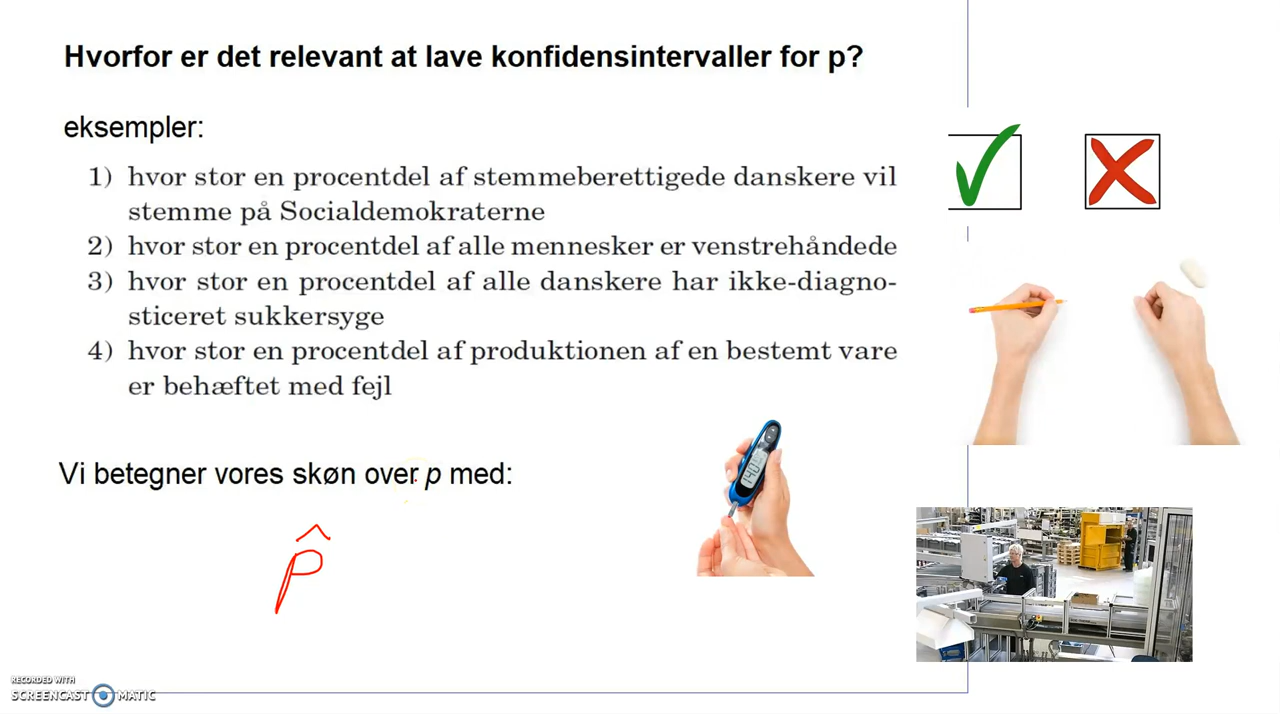 Hvorfor er det relevant at lave konfidensintervaller for p?
eksempler:
1) hvor stor en procentdel af stemmeberettigede danskere vil
stemme på Socialdemokraterne
2) hvor stor en procentdel af alle mennesker er venstrehåndede
3) hvor stor en procentdel af alle danskere har ikke-diagno-
sticeret sukkersyge
4) hvor stor en procentdel af produktionen af en bestemt vare
er behæftet med fejl
Vi betegner vores skøn over p med:
p̂
140
RECORDED WITH
SCREENCAST MATIC